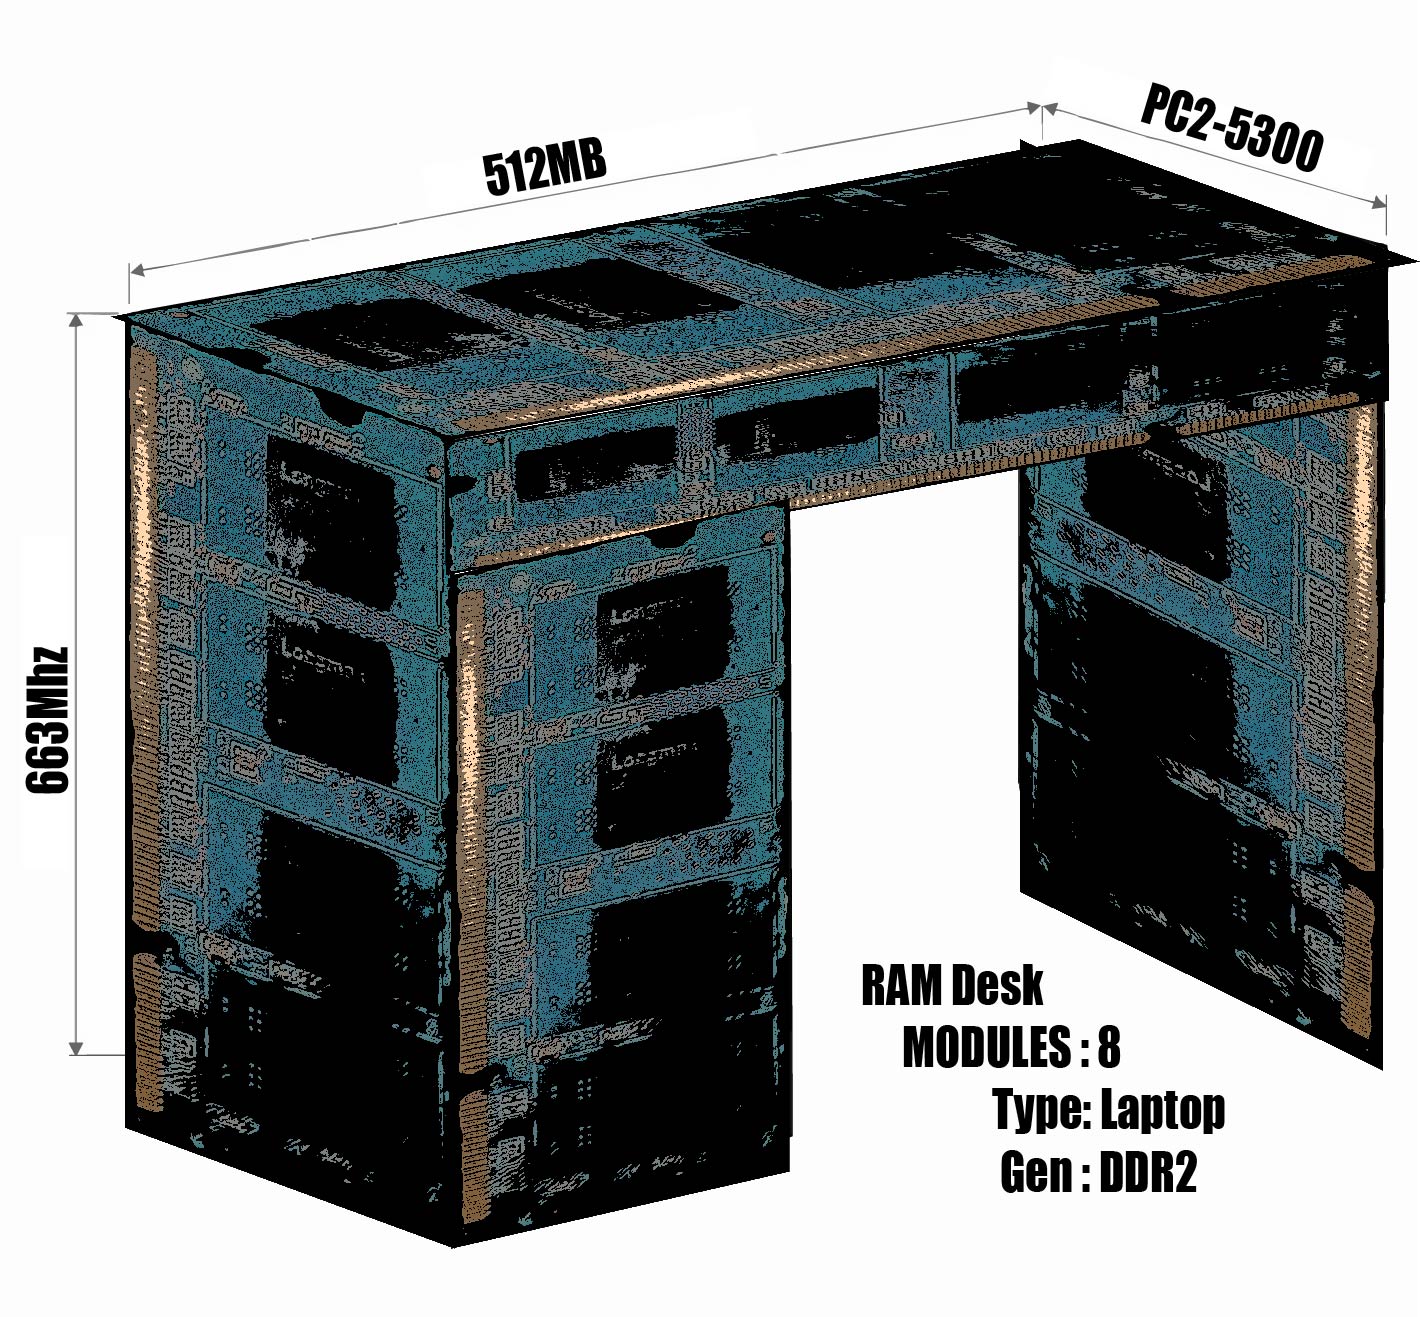 512MB
PC2-5300
663Mhz
RAM Desk
MODULES : 8
Type: Laptop
Gen : DDR2